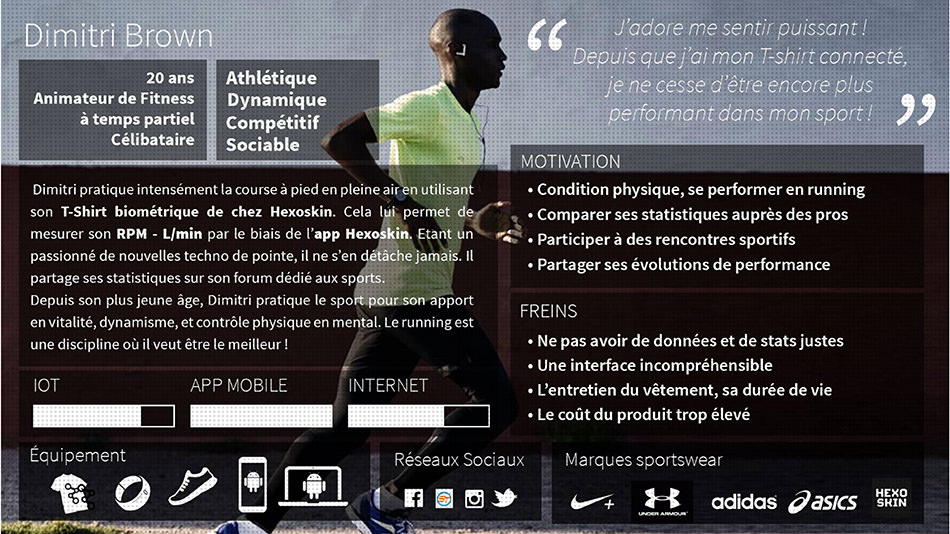 Dimitri Brown
20 ans
Animateur de Fitness
à temps partiel
Célibataire
Athlétique
Dynamique
Compétitif
Sociable
“ J’adore me sentir puissant !
Depuis que j’ai mon T-shirt connecté,
je ne cesse d’être encore plus
performant dans mon sport ! ”
Dimitri pratique intensément la course à pied en pleine air en utilisant
son T-Shirt biométrique de chez Hexoskin. Cela lui permet de
mesurer son RPM - L/min par le biais de l’app Hexoskin. Etant un
passionné de nouvelles techno de pointe, il ne s’en détâche jamais. Il
partage ses statistiques sur son forum dédié aux sports.
Depuis son plus jeune âge, Dimitri pratique le sport pour son apport
en vitalité, dynamisme, et contrôle physique en mental. Le running est
une discipline où il veut être le meilleur !
MOTIVATION
• Condition physique, se performer en running
• Comparer ses statistiques auprès des pros
• Participer à des rencontres sportifs
• Partager ses évolutions de performance
FREINS
• Ne pas avoir de données et de stats justes
• Une interface incompréhensible
• L’entretien du vêtement, sa durée de vie
• Le coût du produit trop élevé
IOT
APP MOBILE
INTERNET
Équipement
Réseaux Sociaux
Marques sportswear
UNDER ARMOUR
adidas
asics
HEXO
SKIN